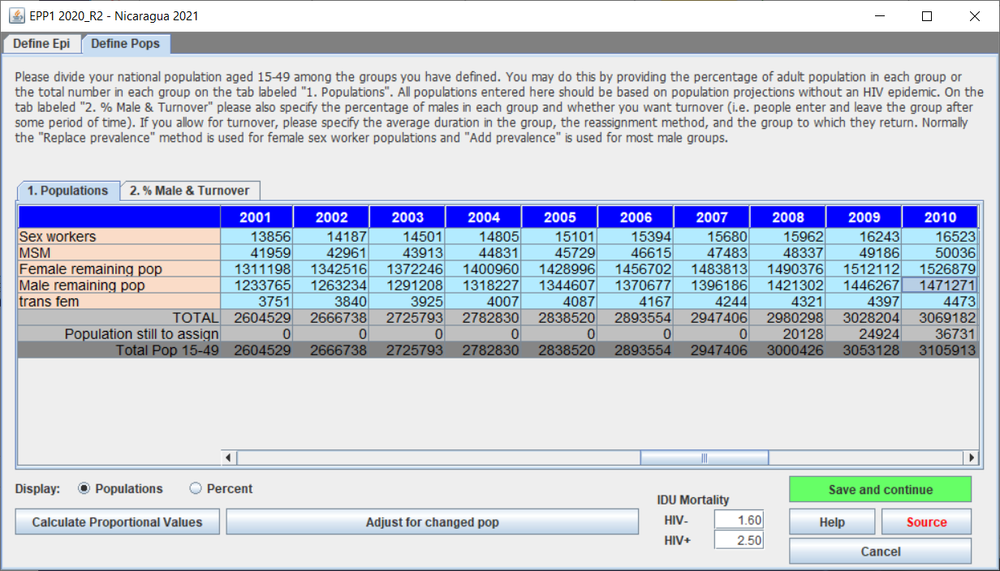 EPP1 2020_R2 - Nicaragua 2021
Define Epi Define Pops
Please divide your national population aged 15-49 among the groups you have defined. You may do this by providing the percentage of adult population in each group or
the total number in each group on the tab labeled "1. Populations". All populations entered here should be based on population projections without an HIV epidemic. On the
tab labeled "2. % Male & Turnover" please also specify the percentage of males in each group and whether you want turnover (i.e. people enter and leave the group after
some period of time). If you allow for turnover, please specify the average duration in the group, the reassignment method, and the group to which they return. Normally
the "Replace prevalence" method is used for female sex worker populations and "Add prevalence" is used for most male groups.
1. Populations 2. % Male & Turnover
2001 2002 2003 2004 2005 2006 2007 2008 2009 2010
Sex workers 13856 14187 14501 14805 15101 15394 15680 15962 16243 16523
MSM 41959 42961 43913 44831 45729 46615 47483 48337 49186 50036
Female remaining pop 1311198 1342516 1372246 1400960 1428996 1456702 1483813 1490376 1512112 1526879
Male remaining pop 1233765 1263234 1291208 1318227 1344607 1370677 1396186 1421302 1446267 1471271
trans fem 3751 3840 3925 4007 4087 4167 4244 4321 4397 4473
TOTAL 2604529 2666738 2725793 2782830 2838520 2893554 2947406 2980298 3028204 3069182
Population still to assign 0 0 0 0 0 0 0 20128 24924 36731
Total Pop 15-49 2604529 2666738 2725793 2782830 2838520 2893554 2947406 3000426 3053128 3105913
Display: Populations Percent
Calculate Proportional Values Adjust for changed pop
IDU Mortality
HIV- 1.60
HIV+ 2.50
Save and continue
Help Source
Cancel